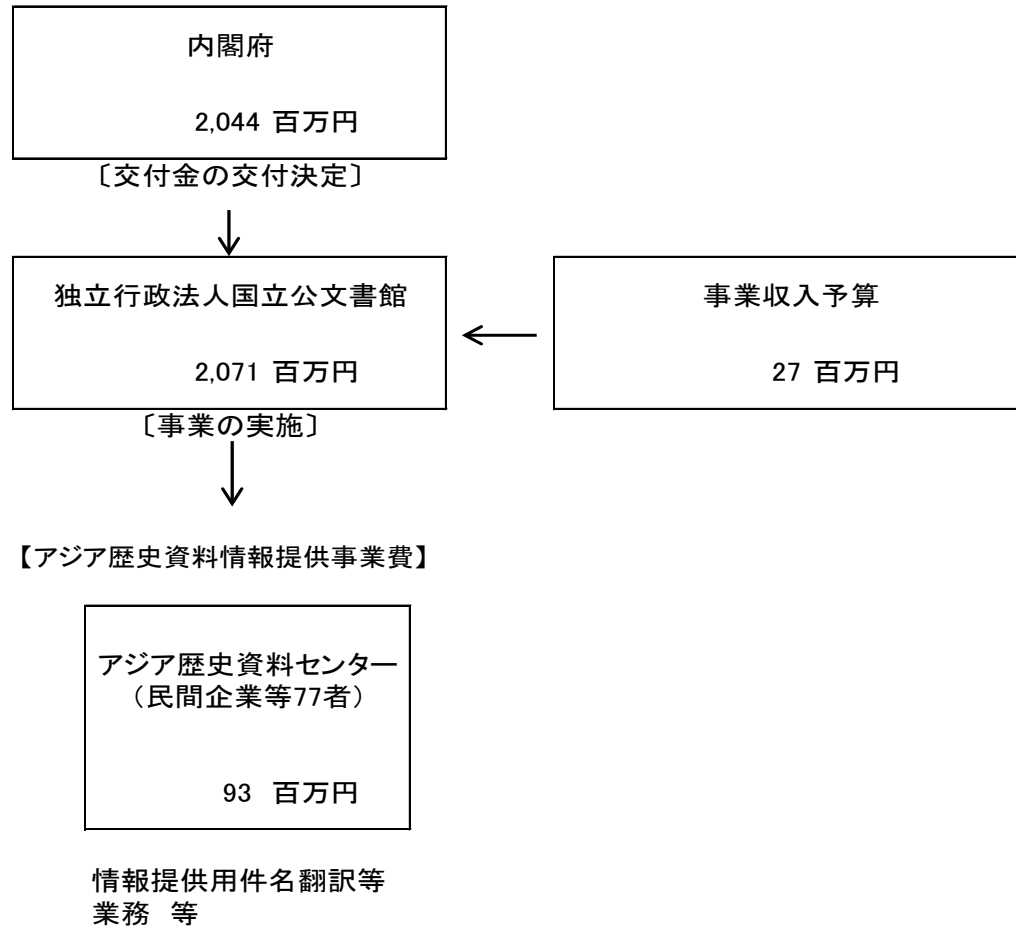 内閣府
2,044 百万円
〔交付金の交付決定〕
独立行政法人国立公文書館
2,071 百万円
事業収入予算
27 百万円
〔事業の実施〕
【アジア歴史資料情報提供事業費】
アジア歴史資料センター
（民間企業等77者）
93 百万円
情報提供用件名翻訳等
業務 等